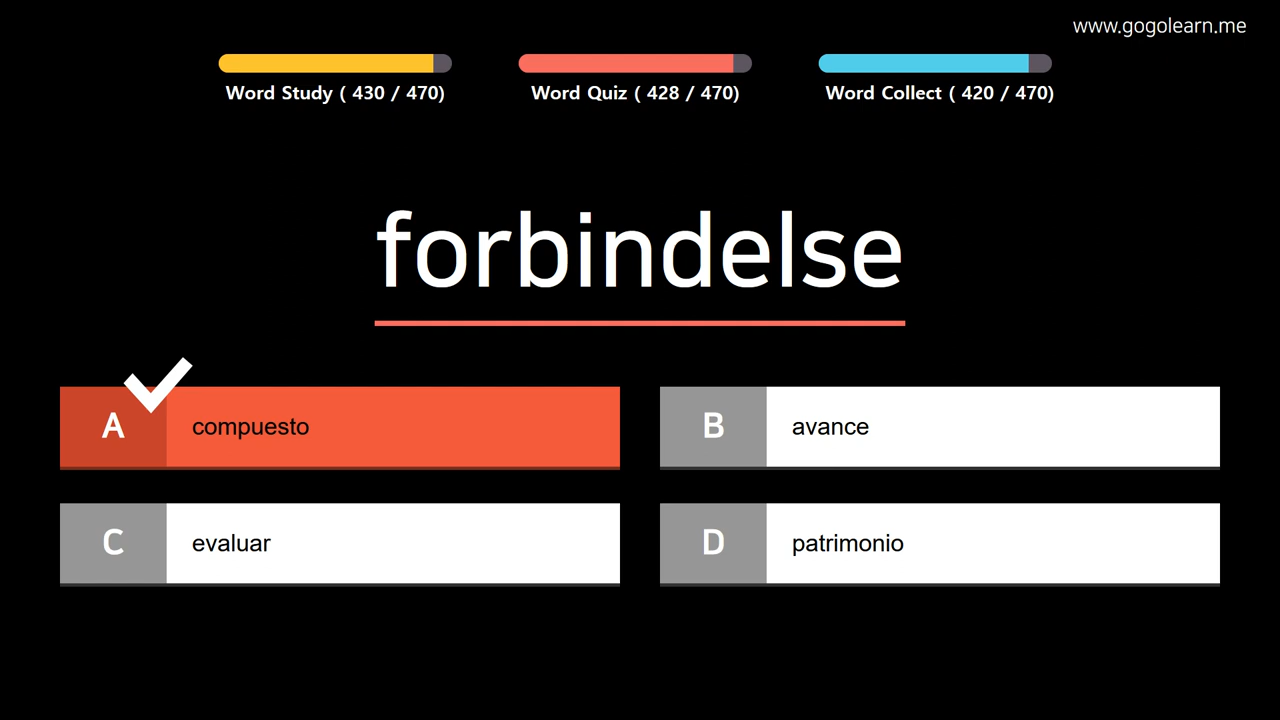 www.gogolearn.me
Word Study ( 430 / 470)
Word Quiz ( 428 / 470)
Word Collect ( 420 / 470)
forbindelse
A compuesto
B avance
C evaluar
D patrimonio